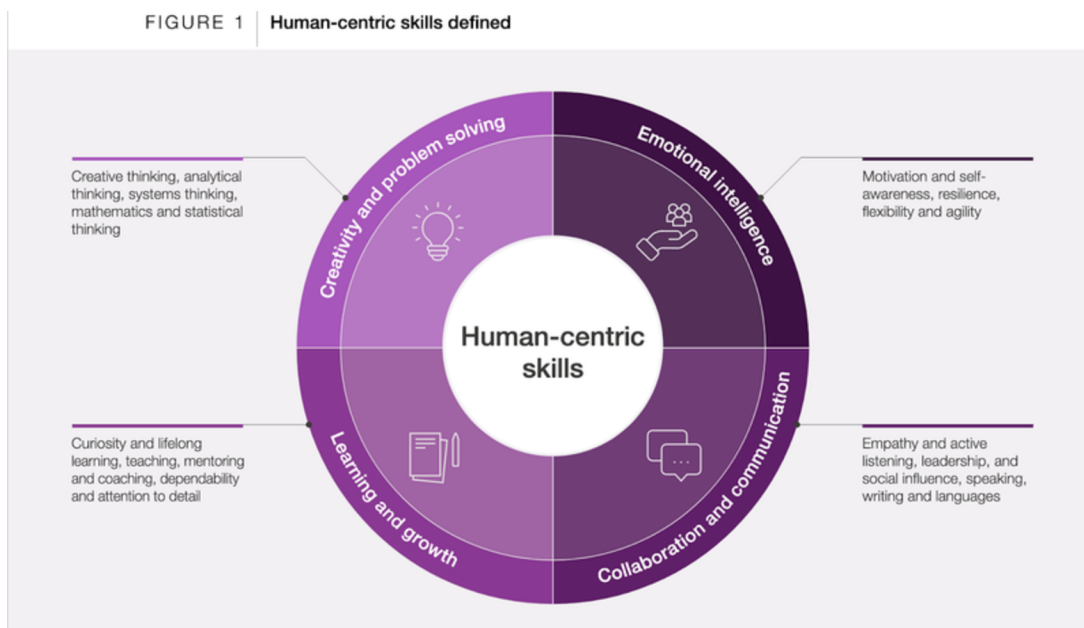 FIGURE 1
Human-centric skills defined
Creativity and problem solving
Creative thinking, analytical
thinking, systems thinking,
mathematics and statistical
thinking
Emotional intelligence
Motivation and self-
awareness, resilience,
flexibility and agility
Human-centric
skills
Learning and growth
Curiosity and lifelong
learning, teaching, mentoring
and coaching, dependability
and attention to detail
Collaboration and communication
Empathy and active
listening, leadership, and
social influence, speaking,
writing and languages